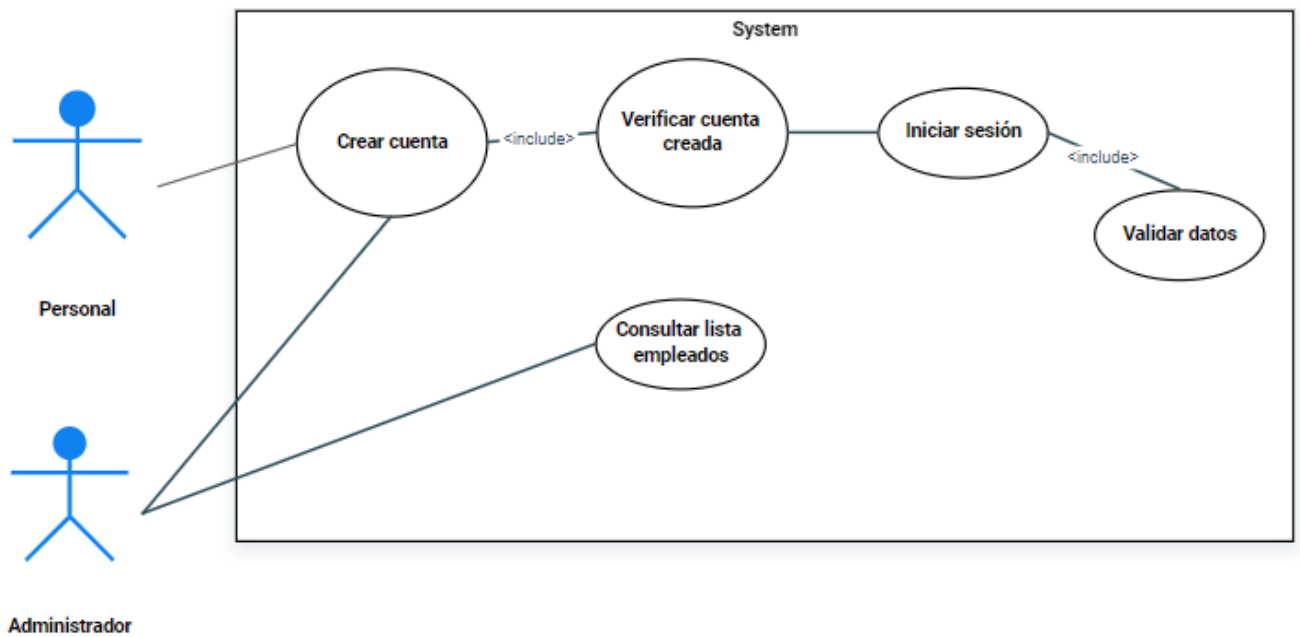 System
Crear cuenta
<include>
Verificar cuenta
creada
Iniciar sesión
<include>
Validar datos
Personal
Consultar lista
empleados
Administrador